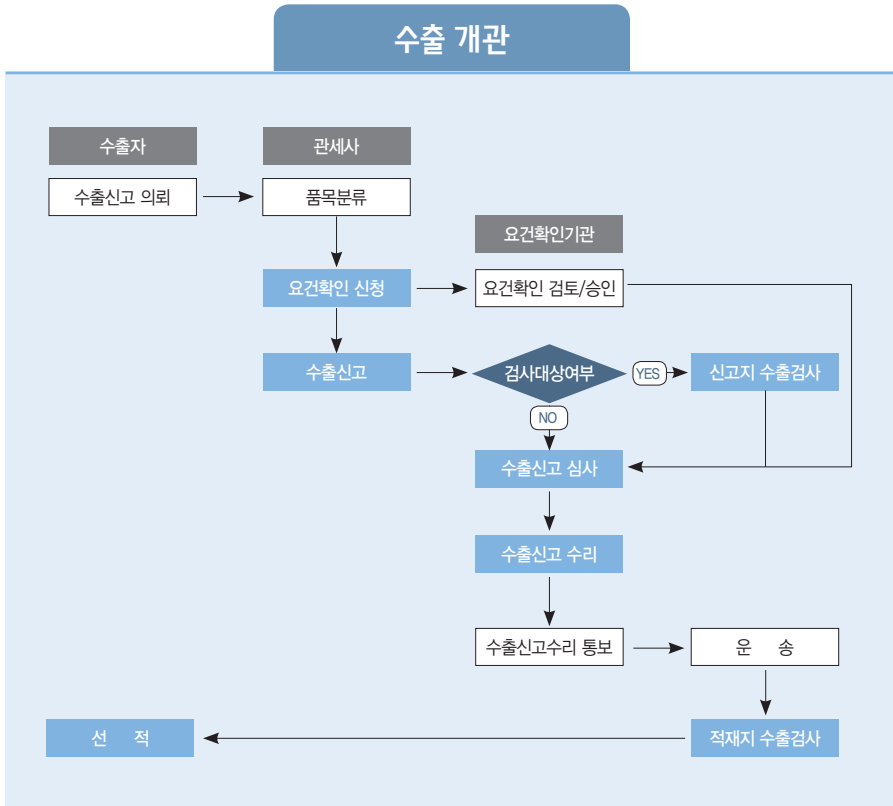 수출 개관
수출자
관세사
수출신고 의뢰
품목분류
요건확인기관
요건확인 신청
요건확인 검토/승인
수출신고
검사대상여부
YES
신고지 수출검사
NO
수출신고 심사
수출신고 수리
수출신고수리 통보
운 송
선 적
적재지 수출검사